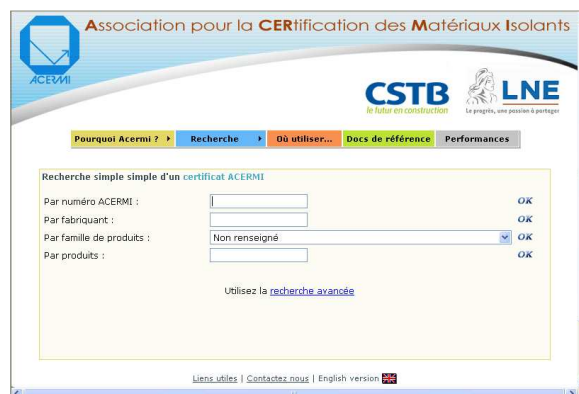 Association pour la CERtification des Matériaux Isolants
ACERMI
CSTB
le futur en construction
LNE
Le progrès, une passion à partager
Pourquoi Acermi ? Recherche Où utiliser... Docs de référence Performances
Recherche simple simple d'un certificat ACERMI
Par numéro ACERMI : OK
Par fabriquant : OK
Par famille de produits : Non renseigné OK
Par produits : OK
Utilisez la recherche avancée
Liens utiles | Contactez nous | English version